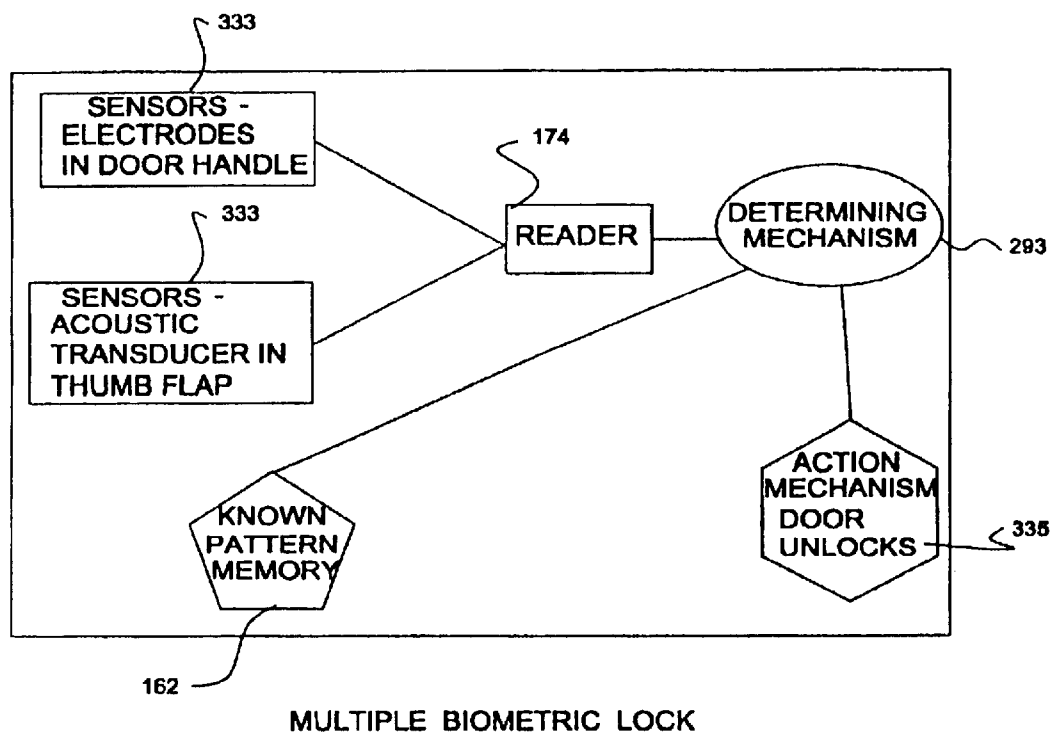 333
SENSORS -
ELECTRODES
IN DOOR HANDLE
333
SENSORS -
ACOUSTIC
TRANSDUCER IN
THUMB FLAP
174
READER
DETERMINING
MECHANISM
293
KNOWN
PATTERN
MEMORY
162
ACTION
MECHANISM
DOOR
UNLOCKS
335
MULTIPLE BIOMETRIC LOCK